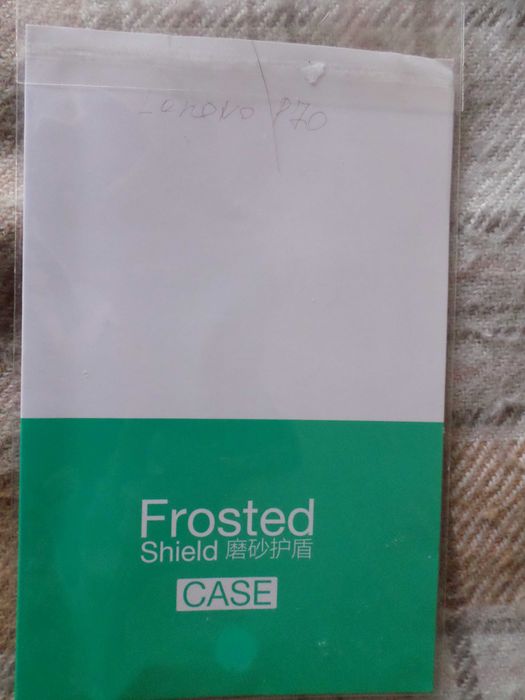 Lenovo P70
Frosted
Shield 磨砂护盾
CASE